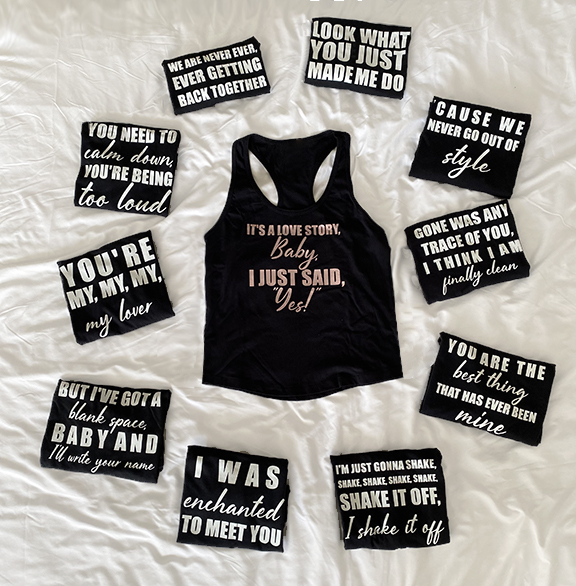 WE ARE NEVER EVER,
EVER GETTING
BACK TOGETHER
LOOK WHAT
YOU JUST
MADE ME DO
'CAUSE WE
NEVER GO OUT OF
style
YOU NEED TO
calm down,
YOU'RE BEING
too loud
IT'S A LOVE STORY,
Baby,
I JUST SAID,
"Yes!"
GONE WAS ANY
TRACE OF YOU,
I THINK I AM
finally clean
YOU'RE
MY, MY, MY,
my lover
YOU ARE THE
best thing
THAT HAS EVER BEEN
mine
BUT I'VE GOT A
blank space,
BABY AND
I'll write your name
I WAS
enchanted
TO MEET YOU
I'M JUST GONNA SHAKE,
SHAKE, SHAKE, SHAKE, SHAKE,
SHAKE IT OFF,
I shake it off